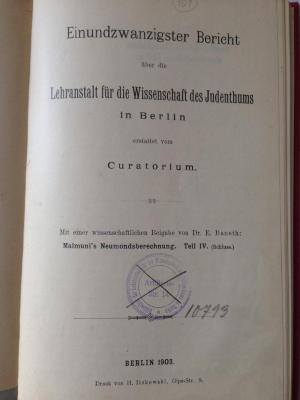 Einundzwanzigster Bericht
über die
Lehranstalt für die Wissenschaft des Judenthums
in Berlin
erstattet vom
Curatorium.
Mit einer wissenschaftlichen Beigabe von Dr. E. Baneth:
Maimuni's Neumondsberechnung. Teil IV. (Schluss.)
10793
BERLIN 1903.
Druck von H. Itzkowski, Gips-Str. 9.